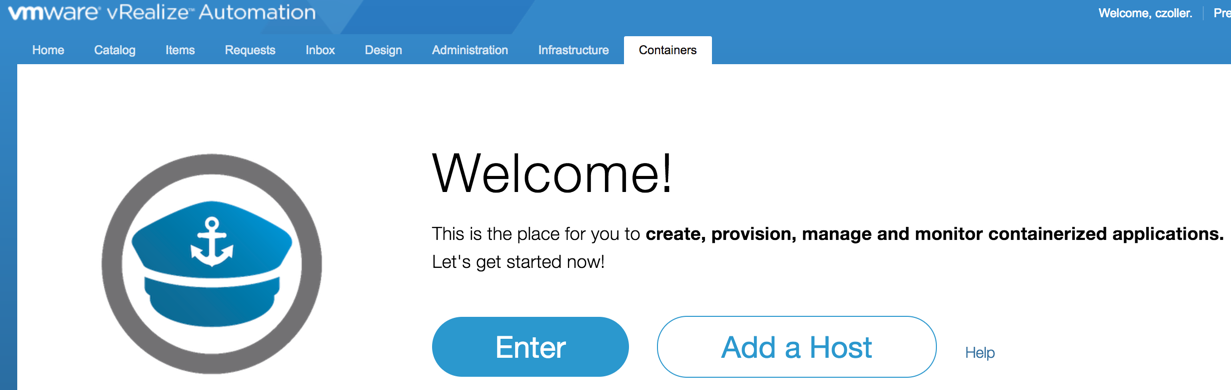 vmware® vRealize™ Automation
Welcome, czoller.
Home Catalog Items Requests Inbox Design Administration Infrastructure Containers
Welcome!
This is the place for you to create, provision, manage and monitor containerized applications.
Let's get started now!
Enter Add a Host Help